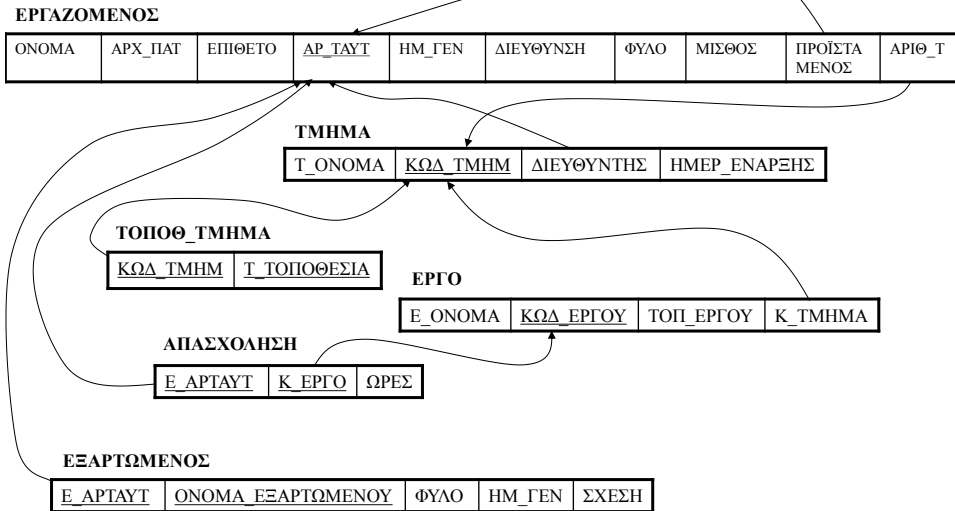 ΕΡΓΑΖΟΜΕΝΟΣ
ΟΝΟΜΑ ΑΡΧ_ΠΑΤ ΕΠΙΘΕΤΟ ΑΡ_ΤΑΥΤ ΗΜ_ΓΕΝ ΔΙΕΥΘΥΝΣΗ ΦΥΛΟ ΜΙΣΘΟΣ ΠΡΟΪΣΤΑ ΑΡΙΘ_Τ
ΜΕΝΟΣ
ΤΜΗΜΑ
Τ_ΟΝΟΜΑ ΚΩΔ_ΤΜΗΜ ΔΙΕΥΘΥΝΤΗΣ ΗΜΕΡ_ΕΝΑΡΞΗΣ
ΤΟΠΟΘ_ΤΜΗΜΑ
ΚΩΔ_ΤΜΗΜ Τ_ΤΟΠΟΘΕΣΙΑ
ΕΡΓΟ
Ε_ΟΝΟΜΑ ΚΩΔ_ΕΡΓΟΥ ΤΟΠ_ΕΡΓΟΥ Κ_ΤΜΗΜΑ
ΑΠΑΣΧΟΛΗΣΗ
Ε_ΑΡΤΑΥΤ Κ_ΕΡΓΟ ΩΡΕΣ
ΕΞΑΡΤΩΜΕΝΟΣ
Ε_ΑΡΤΑΥΤ ΟΝΟΜΑ_ΕΞΑΡΤΩΜΕΝΟΥ ΦΥΛΟ ΗΜ_ΓΕΝ ΣΧΕΣΗ